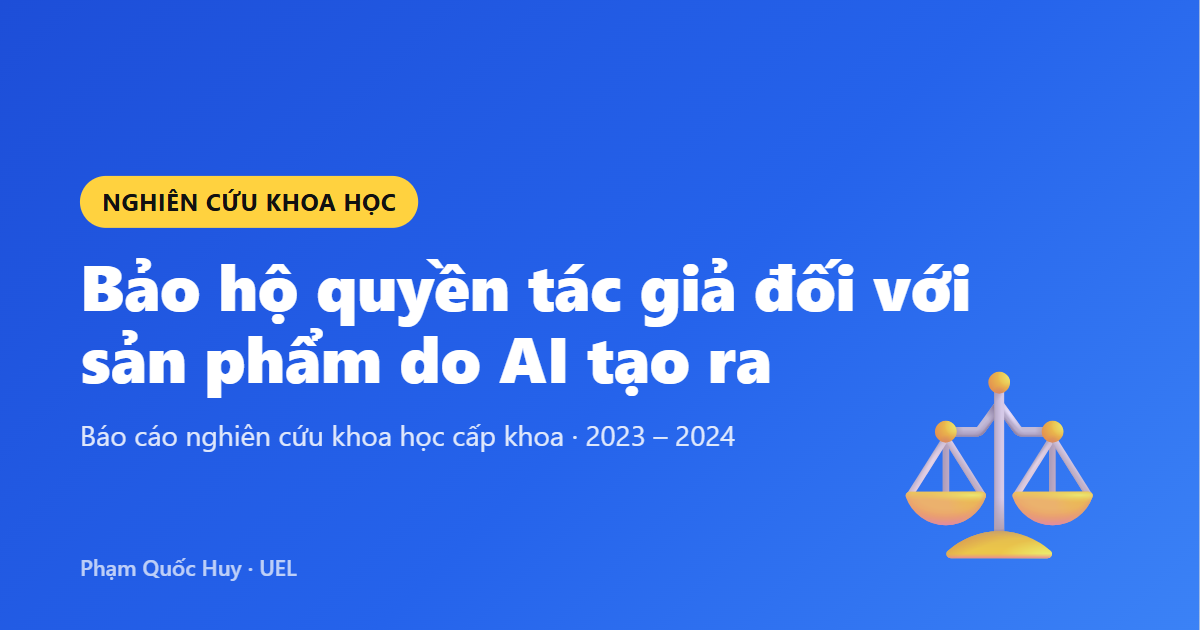 NGHIÊN CỨU KHOA HỌC
Bảo hộ quyền tác giả đối với
sản phẩm do AI tạo ra
Báo cáo nghiên cứu khoa học cấp khoa · 2023 – 2024
Phạm Quốc Huy · UEL